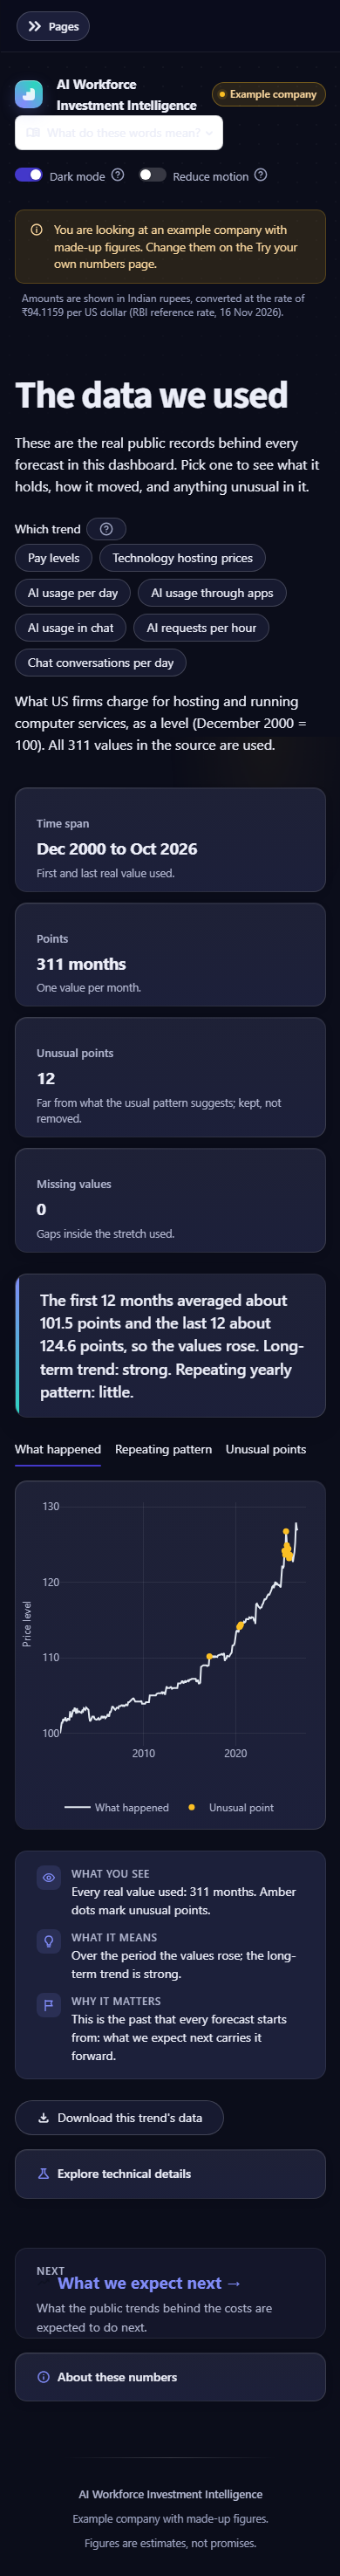 Pages
AI Workforce
Investment Intelligence
Example company
What do these words mean?
Dark mode
Reduce motion
You are looking at an example company with
made-up figures. Change them on the Try your
own numbers page.
Amounts are shown in Indian rupees, converted at the rate of
₹94.1159 per US dollar (RBI reference rate, 16 Nov 2026).
The data we used
These are the real public records behind every
forecast in this dashboard. Pick one to see what it
holds, how it moved, and anything unusual in it.
Which trend
Pay levels
Technology hosting prices
AI usage per day
AI usage through apps
AI usage in chat
AI requests per hour
Chat conversations per day
What US firms charge for hosting and running
computer services, as a level (December 2000 =
100). All 311 values in the source are used.
Time span
Dec 2000 to Oct 2026
First and last real value used.
Points
311 months
One value per month.
Unusual points
12
Far from what the usual pattern suggests; kept, not
removed.
Missing values
0
Gaps inside the stretch used.
The first 12 months averaged about
101.5 points and the last 12 about
124.6 points, so the values rose. Long-
term trend: strong. Repeating yearly
pattern: little.
What happened
Repeating pattern
Unusual points
130
120
110
100
Price level
2010
2020
What happened
Unusual point
WHAT YOU SEE
Every real value used: 311 months. Amber
dots mark unusual points.
WHAT IT MEANS
Over the period the values rose; the long-
term trend is strong.
WHY IT MATTERS
This is the past that every forecast starts
from: what we expect next carries it
forward.
Download this trend's data
Explore technical details
NEXT
What we expect next →
What the public trends behind the costs are
expected to do next.
About these numbers
AI Workforce Investment Intelligence
Example company with made-up figures.
Figures are estimates, not promises.